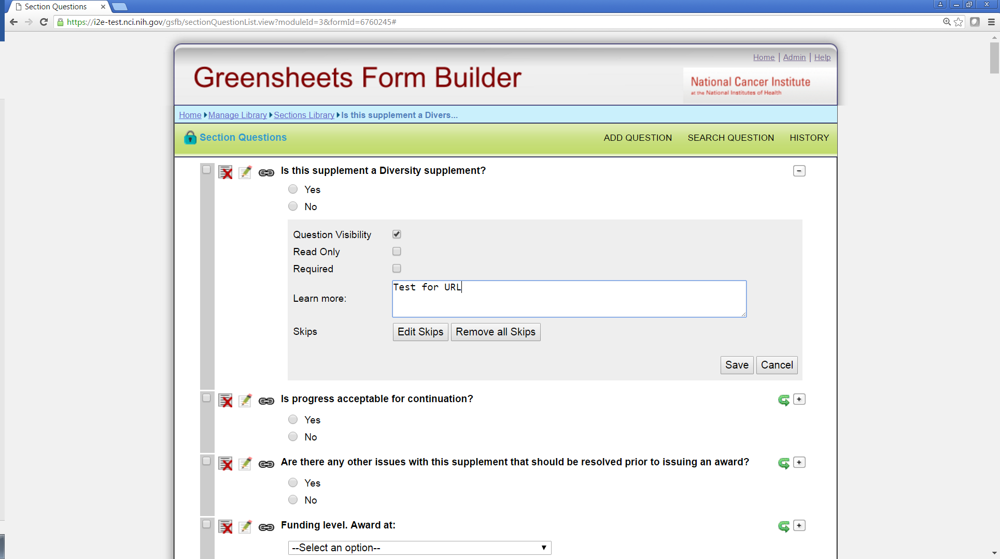 Section Questions
https://i2e-test.nci.nih.gov/gsfb/sectionQuestionList.view?moduleId=3&formId=6760245#
Home | Admin | Help
Greensheets Form Builder
National Cancer Institute
at the National Institutes of Health
Home Manage Library Sections Library Is this supplement a Divers...
Section Questions ADD QUESTION SEARCH QUESTION HISTORY
Is this supplement a Diversity supplement?
Yes
No
Question Visibility
Read Only
Required
Test for URL
Learn more:
Skips Edit Skips Remove all Skips
Save Cancel
Is progress acceptable for continuation?
Yes
No
Are there any other issues with this supplement that should be resolved prior to issuing an award?
Yes
No
Funding level. Award at:
--Select an option--